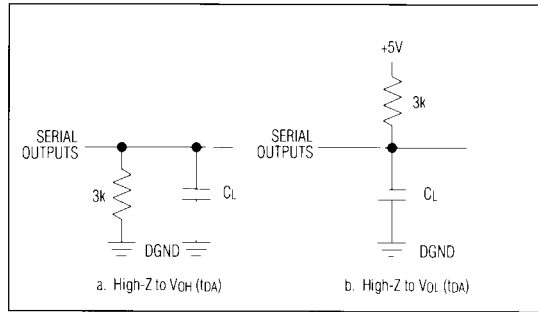 SERIAL
OUTPUTS
3k
CL
DGND
a. High-Z to VOH (tDA)
+5V
3k
SERIAL
OUTPUTS
CL
DGND
b. High-Z to VOL (tDA)